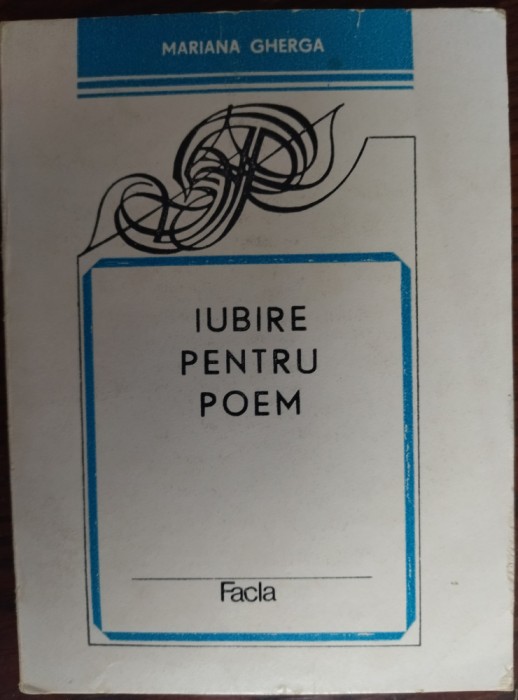 MARIANA GHERGA
IUBIRE
PENTRU
POEM
Facla